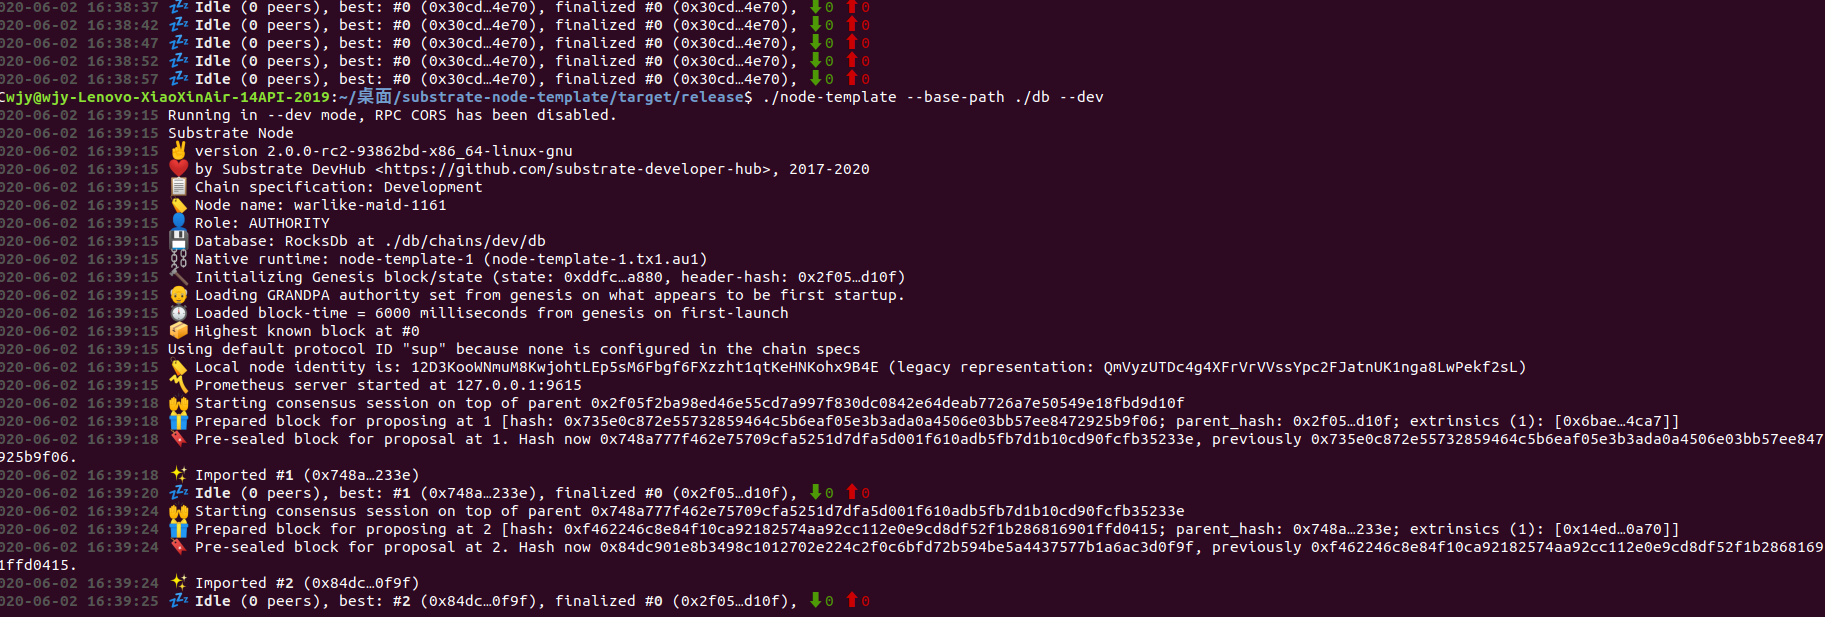 020-06-02 16:38:37 💤 Idle (0 peers), best: #0 (0x30cd…4e70), finalized #0 (0x30cd…4e70), ⬇0 ⬆0
020-06-02 16:38:42 💤 Idle (0 peers), best: #0 (0x30cd…4e70), finalized #0 (0x30cd…4e70), ⬇0 ⬆0
020-06-02 16:38:47 💤 Idle (0 peers), best: #0 (0x30cd…4e70), finalized #0 (0x30cd…4e70), ⬇0 ⬆0
020-06-02 16:38:52 💤 Idle (0 peers), best: #0 (0x30cd…4e70), finalized #0 (0x30cd…4e70), ⬇0 ⬆0
020-06-02 16:38:57 💤 Idle (0 peers), best: #0 (0x30cd…4e70), finalized #0 (0x30cd…4e70), ⬇0 ⬆0
Cwjy@wjy-Lenovo-XiaoXinAir-14API-2019:~/桌面/substrate-node-template/target/release$ ./node-template --base-path ./db --dev
020-06-02 16:39:15 Running in --dev mode, RPC CORS has been disabled.
020-06-02 16:39:15 Substrate Node
020-06-02 16:39:15 ✌️ version 2.0.0-rc2-93862bd-x86_64-linux-gnu
020-06-02 16:39:15 ❤️ by Substrate DevHub <https://github.com/substrate-developer-hub>, 2017-2020
020-06-02 16:39:15 📋 Chain specification: Development
020-06-02 16:39:15 🏷 Node name: warlike-maid-1161
020-06-02 16:39:15 👤 Role: AUTHORITY
020-06-02 16:39:15 💾 Database: RocksDb at ./db/chains/dev/db
020-06-02 16:39:15 ⛓ Native runtime: node-template-1 (node-template-1.tx1.au1)
020-06-02 16:39:15 🔨 Initializing Genesis block/state (state: 0xddfc…a880, header-hash: 0x2f05…d10f)
020-06-02 16:39:15 👴 Loading GRANDPA authority set from genesis on what appears to be first startup.
020-06-02 16:39:15 ⏱ Loaded block-time = 6000 milliseconds from genesis on first-launch
020-06-02 16:39:15 📦 Highest known block at #0
020-06-02 16:39:15 Using default protocol ID "sup" because none is configured in the chain specs
020-06-02 16:39:15 🏷 Local node identity is: 12D3KooWNmuM8KwjohtLEp5sM6Fbgf6FXzzht1qtKeHNKohx9B4E (legacy representation: QmVyzUTDc4g4XFrVrVVssYpc2FJatnUK1nga8LwPekf2sL)
020-06-02 16:39:15 〽️ Prometheus server started at 127.0.0.1:9615
020-06-02 16:39:18 🙌 Starting consensus session on top of parent 0x2f05f2ba98ed46e55cd7a997f830dc0842e64deab7726a7e50549e18fbd9d10f
020-06-02 16:39:18 🎁 Prepared block for proposing at 1 [hash: 0x735e0c872e55732859464c5b6eaf05e3b3ada0a4506e03bb57ee8472925b9f06; parent_hash: 0x2f05…d10f; extrinsics (1): [0x6bae…4ca7]]
020-06-02 16:39:18 🔖 Pre-sealed block for proposal at 1. Hash now 0x748a777f462e75709cfa5251d7dfa5d001f610adb5fb7d1b10cd90fcfb35233e, previously 0x735e0c872e55732859464c5b6eaf05e3b3ada0a4506e03bb57ee847
2925b9f06.
020-06-02 16:39:18 ✨ Imported #1 (0x748a…233e)
020-06-02 16:39:20 💤 Idle (0 peers), best: #1 (0x748a…233e), finalized #0 (0x2f05…d10f), ⬇0 ⬆0
020-06-02 16:39:24 🙌 Starting consensus session on top of parent 0x748a777f462e75709cfa5251d7dfa5d001f610adb5fb7d1b10cd90fcfb35233e
020-06-02 16:39:24 🎁 Prepared block for proposing at 2 [hash: 0xf462246c8e84f10ca92182574aa92cc112e0e9cd8df52f1b286816901ffd0415; parent_hash: 0x748a…233e; extrinsics (1): [0x14ed…0a70]]
020-06-02 16:39:24 🔖 Pre-sealed block for proposal at 2. Hash now 0x84dc901e8b3498c1012702e224c2f0c6bfd72b594be5a4437577b1a6ac3d0f9f, previously 0xf462246c8e84f10ca92182574aa92cc112e0e9cd8df52f1b2868169
1ffd0415.
020-06-02 16:39:24 ✨ Imported #2 (0x84dc…0f9f)
020-06-02 16:39:25 💤 Idle (0 peers), best: #2 (0x84dc…0f9f), finalized #0 (0x2f05…d10f), ⬇0 ⬆0